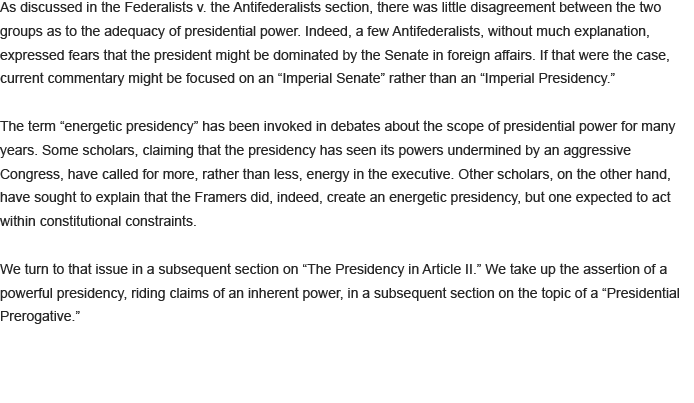 As discussed in the Federalists v. the Antifederalists section, there was little disagreement between the two
groups as to the adequacy of presidential power. Indeed, a few Antifederalists, without much explanation,
expressed fears that the president might be dominated by the Senate in foreign affairs. If that were the case,
current commentary might be focused on an “Imperial Senate” rather than an “Imperial Presidency.”
The term “energetic presidency” has been invoked in debates about the scope of presidential power for many
years. Some scholars, claiming that the presidency has seen its powers undermined by an aggressive
Congress, have called for more, rather than less, energy in the executive. Other scholars, on the other hand,
have sought to explain that the Framers did, indeed, create an energetic presidency, but one expected to act
within constitutional constraints.
We turn to that issue in a subsequent section on “The Presidency in Article II.” We take up the assertion of a
powerful presidency, riding claims of an inherent power, in a subsequent section on the topic of a “Presidential
Prerogative.”